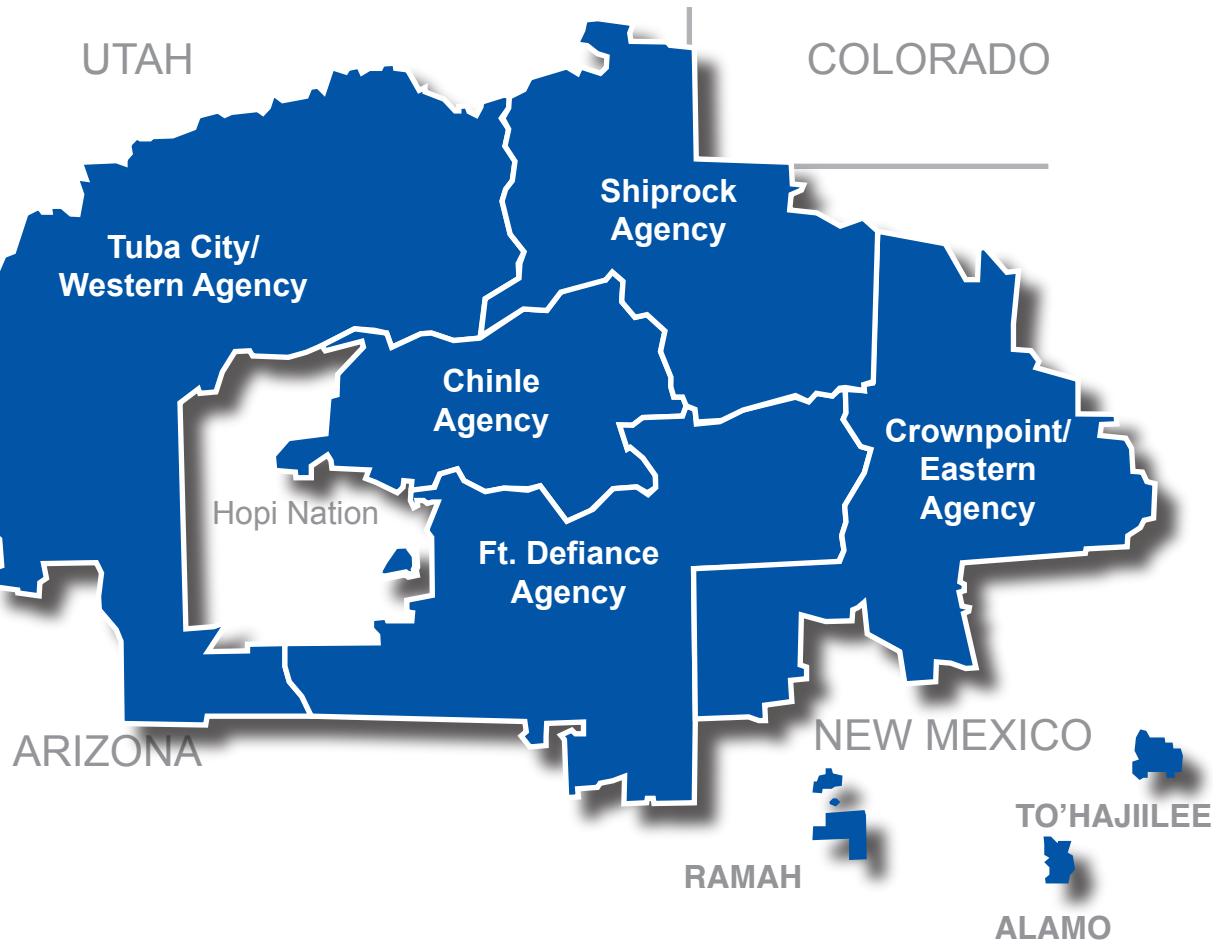 UTAH
COLORADO
Shiprock
Agency
Tuba City/
Western Agency
Chinle
Agency
Crownpoint/
Eastern
Agency
Hopi Nation
Ft. Defiance
Agency
ARIZONA
NEW MEXICO
TO’HAJIILEE
RAMAH
ALAMO